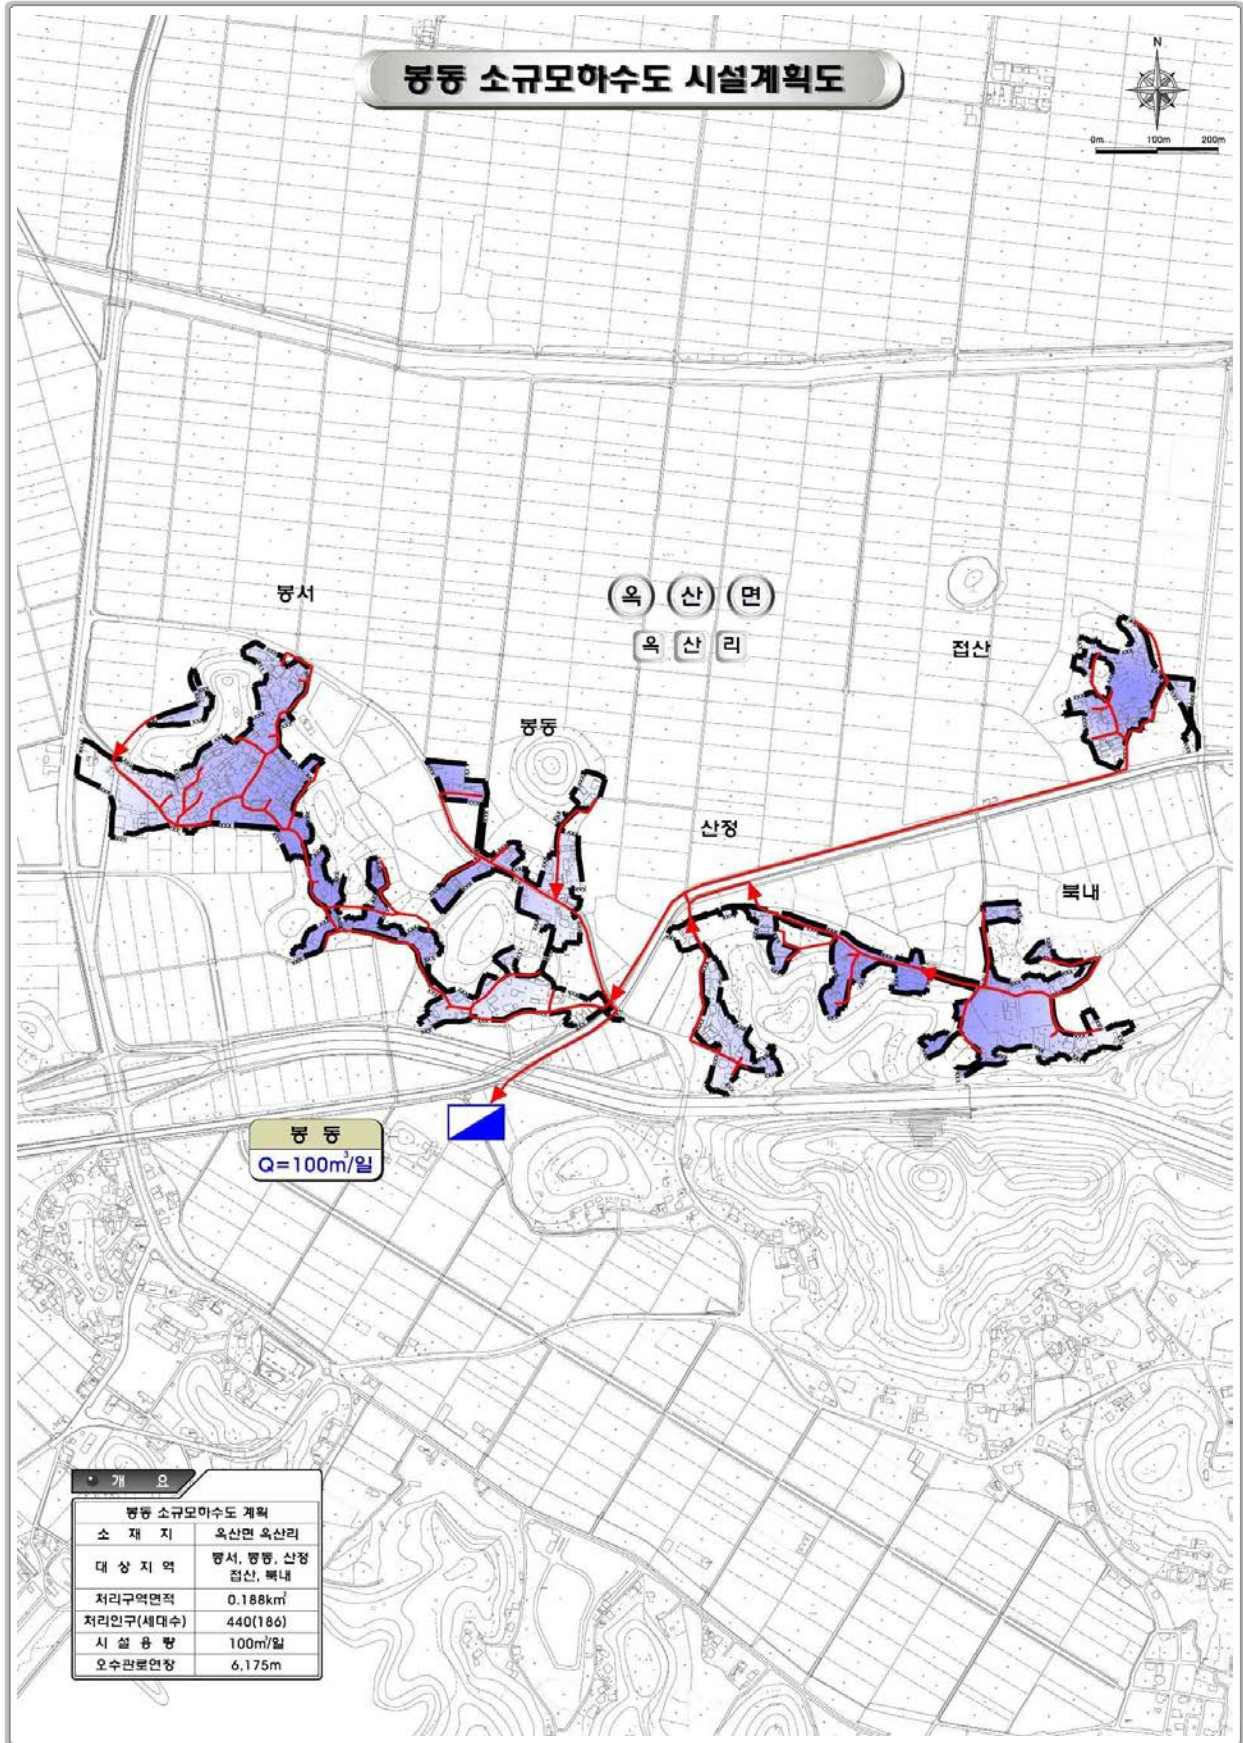 봉동 소규모하수도 시설계획도
N
0m 100m 200m
봉서
옥 산 면
옥 산 리
접산
봉동
산정
북내
봉 동
Q=100m³/일
개 요
봉동 소규모하수도 계획
소 재 지 옥산면 옥산리
대 상 지 역 봉서, 봉동, 산정
접산, 북내
처리구역면적 0.188km²
처리인구(세대수) 440(186)
시 설 용 량 100m³/일
오수관로연장 6,175m